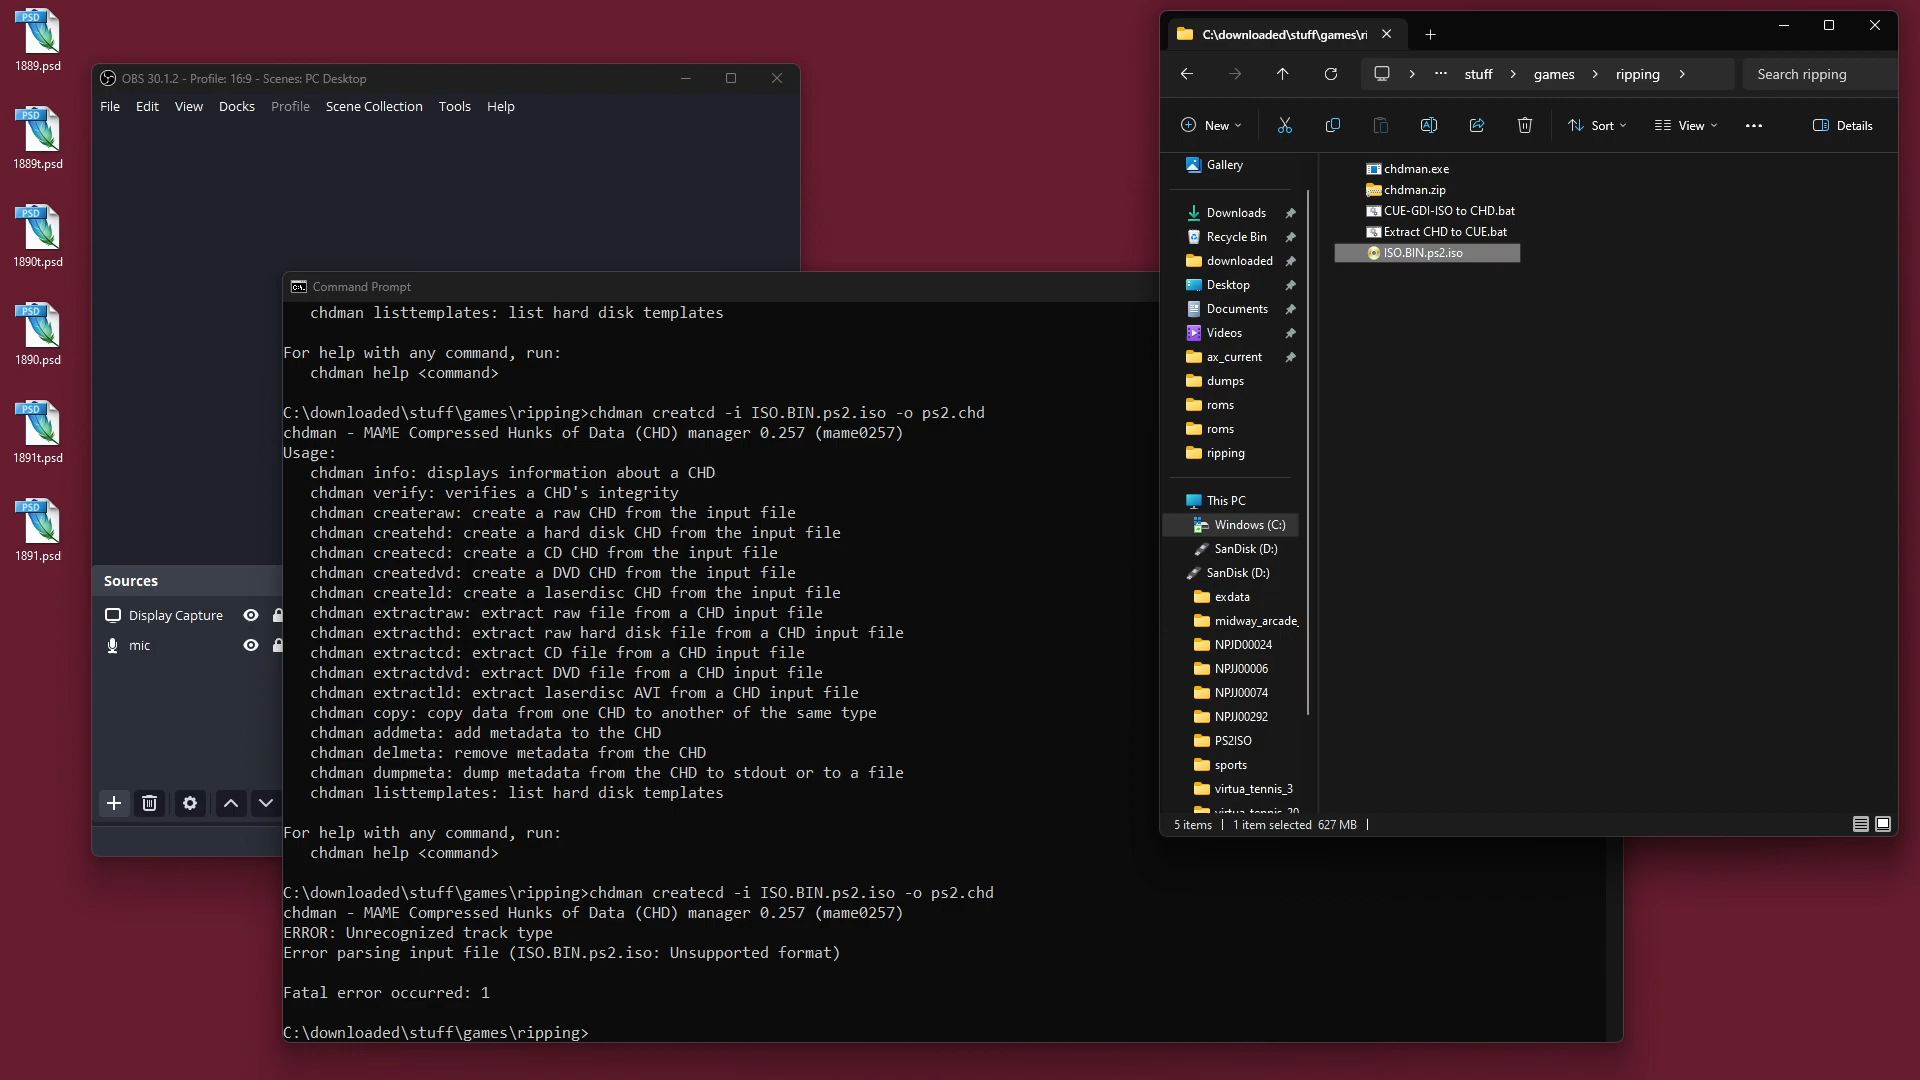 1889.psd
1889t.psd
1890t.psd
1890.psd
1891t.psd
1891.psd
OBS 30.1.2 - Profile: 16:9 - Scenes: PC Desktop
File Edit View Docks Profile Scene Collection Tools Help
Sources
Display Capture
mic
Command Prompt
chdman listtemplates: list hard disk templates
For help with any command, run:
chdman help <command>
C:\downloaded\stuff\games\ripping>chdman creatcd -i ISO.BIN.ps2.iso -o ps2.chd
chdman - MAME Compressed Hunks of Data (CHD) manager 0.257 (mame0257)
Usage:
chdman info: displays information about a CHD
chdman verify: verifies a CHD's integrity
chdman createraw: create a raw CHD from the input file
chdman createhd: create a hard disk CHD from the input file
chdman createcd: create a CD CHD from the input file
chdman createdvd: create a DVD CHD from the input file
chdman createld: create a laserdisc CHD from the input file
chdman extractraw: extract raw file from a CHD input file
chdman extracthd: extract raw hard disk file from a CHD input file
chdman extractcd: extract CD file from a CHD input file
chdman extractdvd: extract DVD file from a CHD input file
chdman extractld: extract laserdisc AVI from a CHD input file
chdman copy: copy data from one CHD to another of the same type
chdman addmeta: add metadata to the CHD
chdman delmeta: remove metadata from the CHD
chdman dumpmeta: dump metadata from the CHD to stdout or to a file
chdman listtemplates: list hard disk templates
For help with any command, run:
chdman help <command>
C:\downloaded\stuff\games\ripping>chdman createcd -i ISO.BIN.ps2.iso -o ps2.chd
chdman - MAME Compressed Hunks of Data (CHD) manager 0.257 (mame0257)
ERROR: Unrecognized track type
Error parsing input file (ISO.BIN.ps2.iso: Unsupported format)
Fatal error occurred: 1
C:\downloaded\stuff\games\ripping>
C:\downloaded\stuff\games\ri
stuff > games > ripping >
Search ripping
New
Sort
View
Details
Gallery
Downloads
Recycle Bin
downloaded
Desktop
Documents
Videos
ax_current
dumps
roms
roms
ripping
This PC
Windows (C:)
SanDisk (D:)
SanDisk (D:)
exdata
midway_arcade_
NPJD00024
NPJJ00006
NPJJ00074
NPJJ00292
PS2ISO
sports
virtua_tennis_3
virtua_tennis_20
chdman.exe
chdman.zip
CUE-GDI-ISO to CHD.bat
Extract CHD to CUE.bat
ISO.BIN.ps2.iso
5 items
1 item selected 627 MB